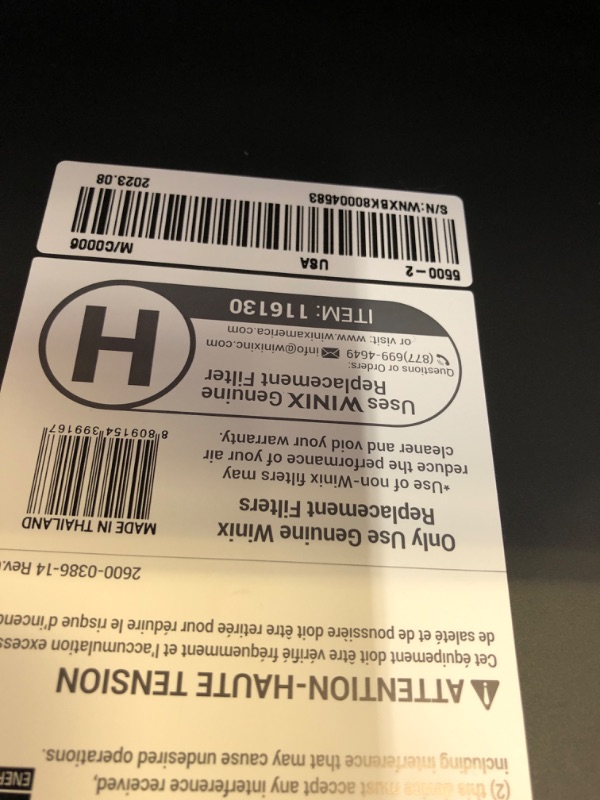 (2) this device must accept any interference received,
including interference that may cause undesired operations.
ENER
ATTENTION-HAUTE TENSION
Cet équipement doit être vérifié fréquemment et l'accumulation excess
de saleté et de poussière doit être retirée pour réduire le risque d'incen
2600-0386-14 Rev.
Only Use Genuine Winix
Replacement Filters
*Use of non-Winix filters may
reduce the performance of your air
cleaner and void your warranty.
MADE IN THAILAND
8 809154 399167
Uses WINIX Genuine
Replacement Filter
Questions or Orders:
(877)699-4649 info@winixinc.com
or visit: www.winixamerica.com
ITEM: 116130
H
5500-2 USA M/C0006
S/N:WNXBK80004583 2023.08